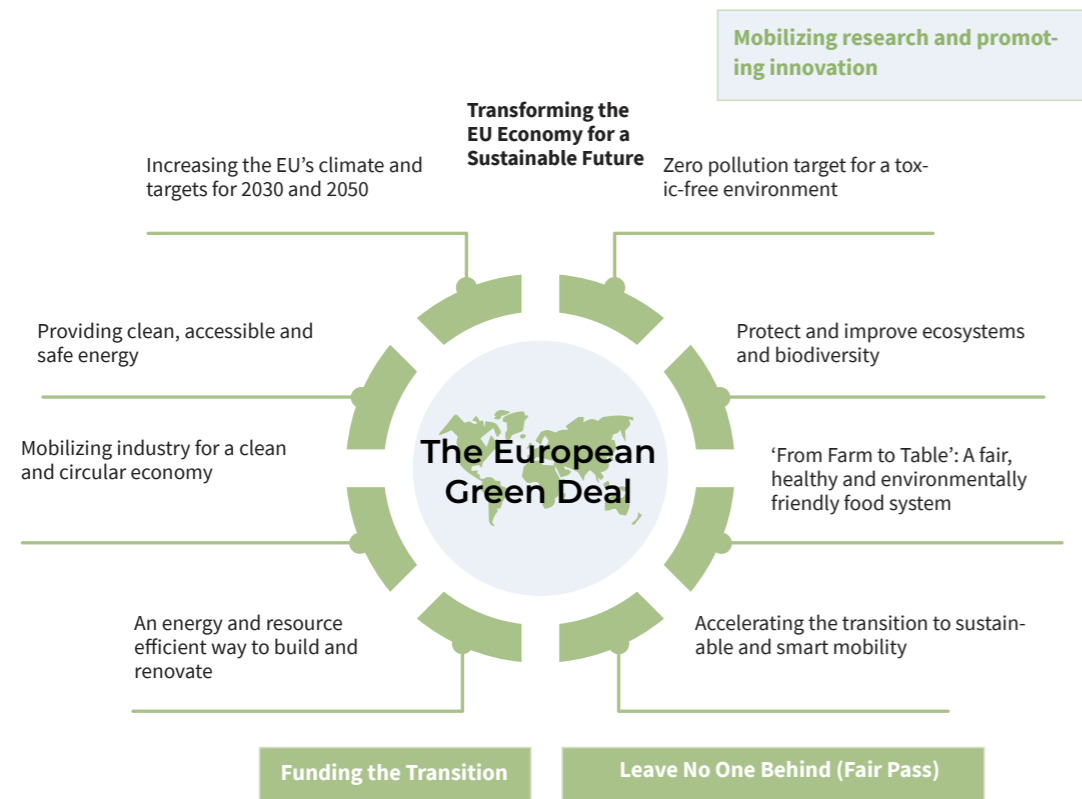 Mobilizing research and promot-
ing innovation
Transforming the
EU Economy for a
Sustainable Future
Increasing the EU’s climate and
targets for 2030 and 2050
Zero pollution target for a tox-
ic-free environment
Providing clean, accessible and
safe energy
Protect and improve ecosystems
and biodiversity
Mobilizing industry for a clean
and circular economy
The European
Green Deal
‘From Farm to Table’: A fair,
healthy and environmentally
friendly food system
An energy and resource
efficient way to build and
renovate
Accelerating the transition to sustain-
able and smart mobility
Funding the Transition
Leave No One Behind (Fair Pass)